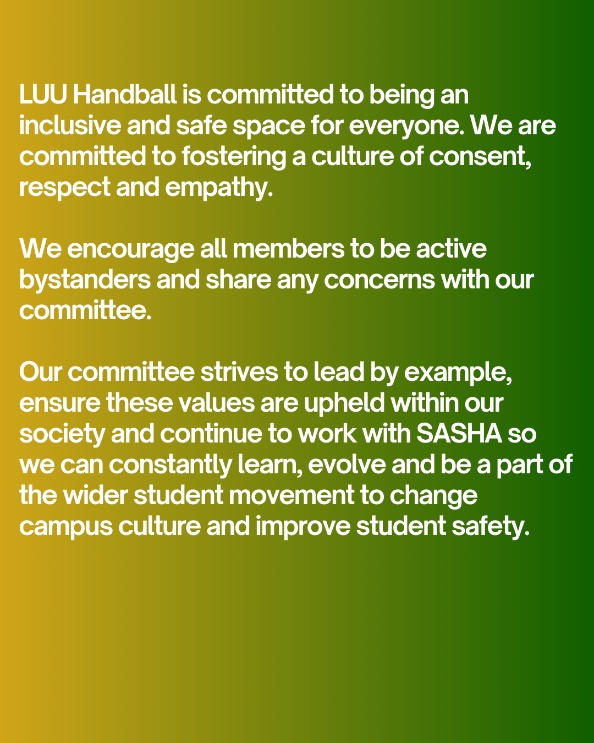 LUU Handball is committed to being an
inclusive and safe space for everyone. We are
committed to fostering a culture of consent,
respect and empathy.
We encourage all members to be active
bystanders and share any concerns with our
committee.
Our committee strives to lead by example,
ensure these values are upheld within our
society and continue to work with SASHA so
we can constantly learn, evolve and be a part of
the wider student movement to change
campus culture and improve student safety.